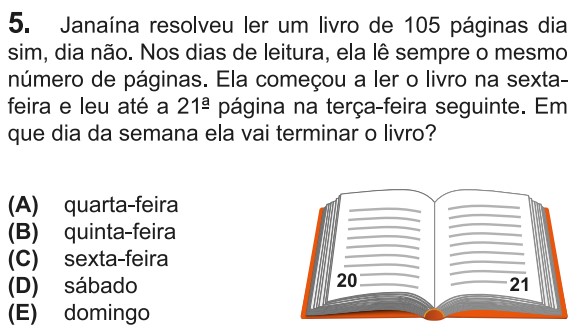 5. Janaína resolveu ler um livro de 105 páginas dia
sim, dia não. Nos dias de leitura, ela lê sempre o mesmo
número de páginas. Ela começou a ler o livro na sexta-
feira e leu até a 21ª página na terça-feira seguinte. Em
que dia da semana ela vai terminar o livro?
(A) quarta-feira
(B) quinta-feira
(C) sexta-feira
(D) sábado
(E) domingo
20
21